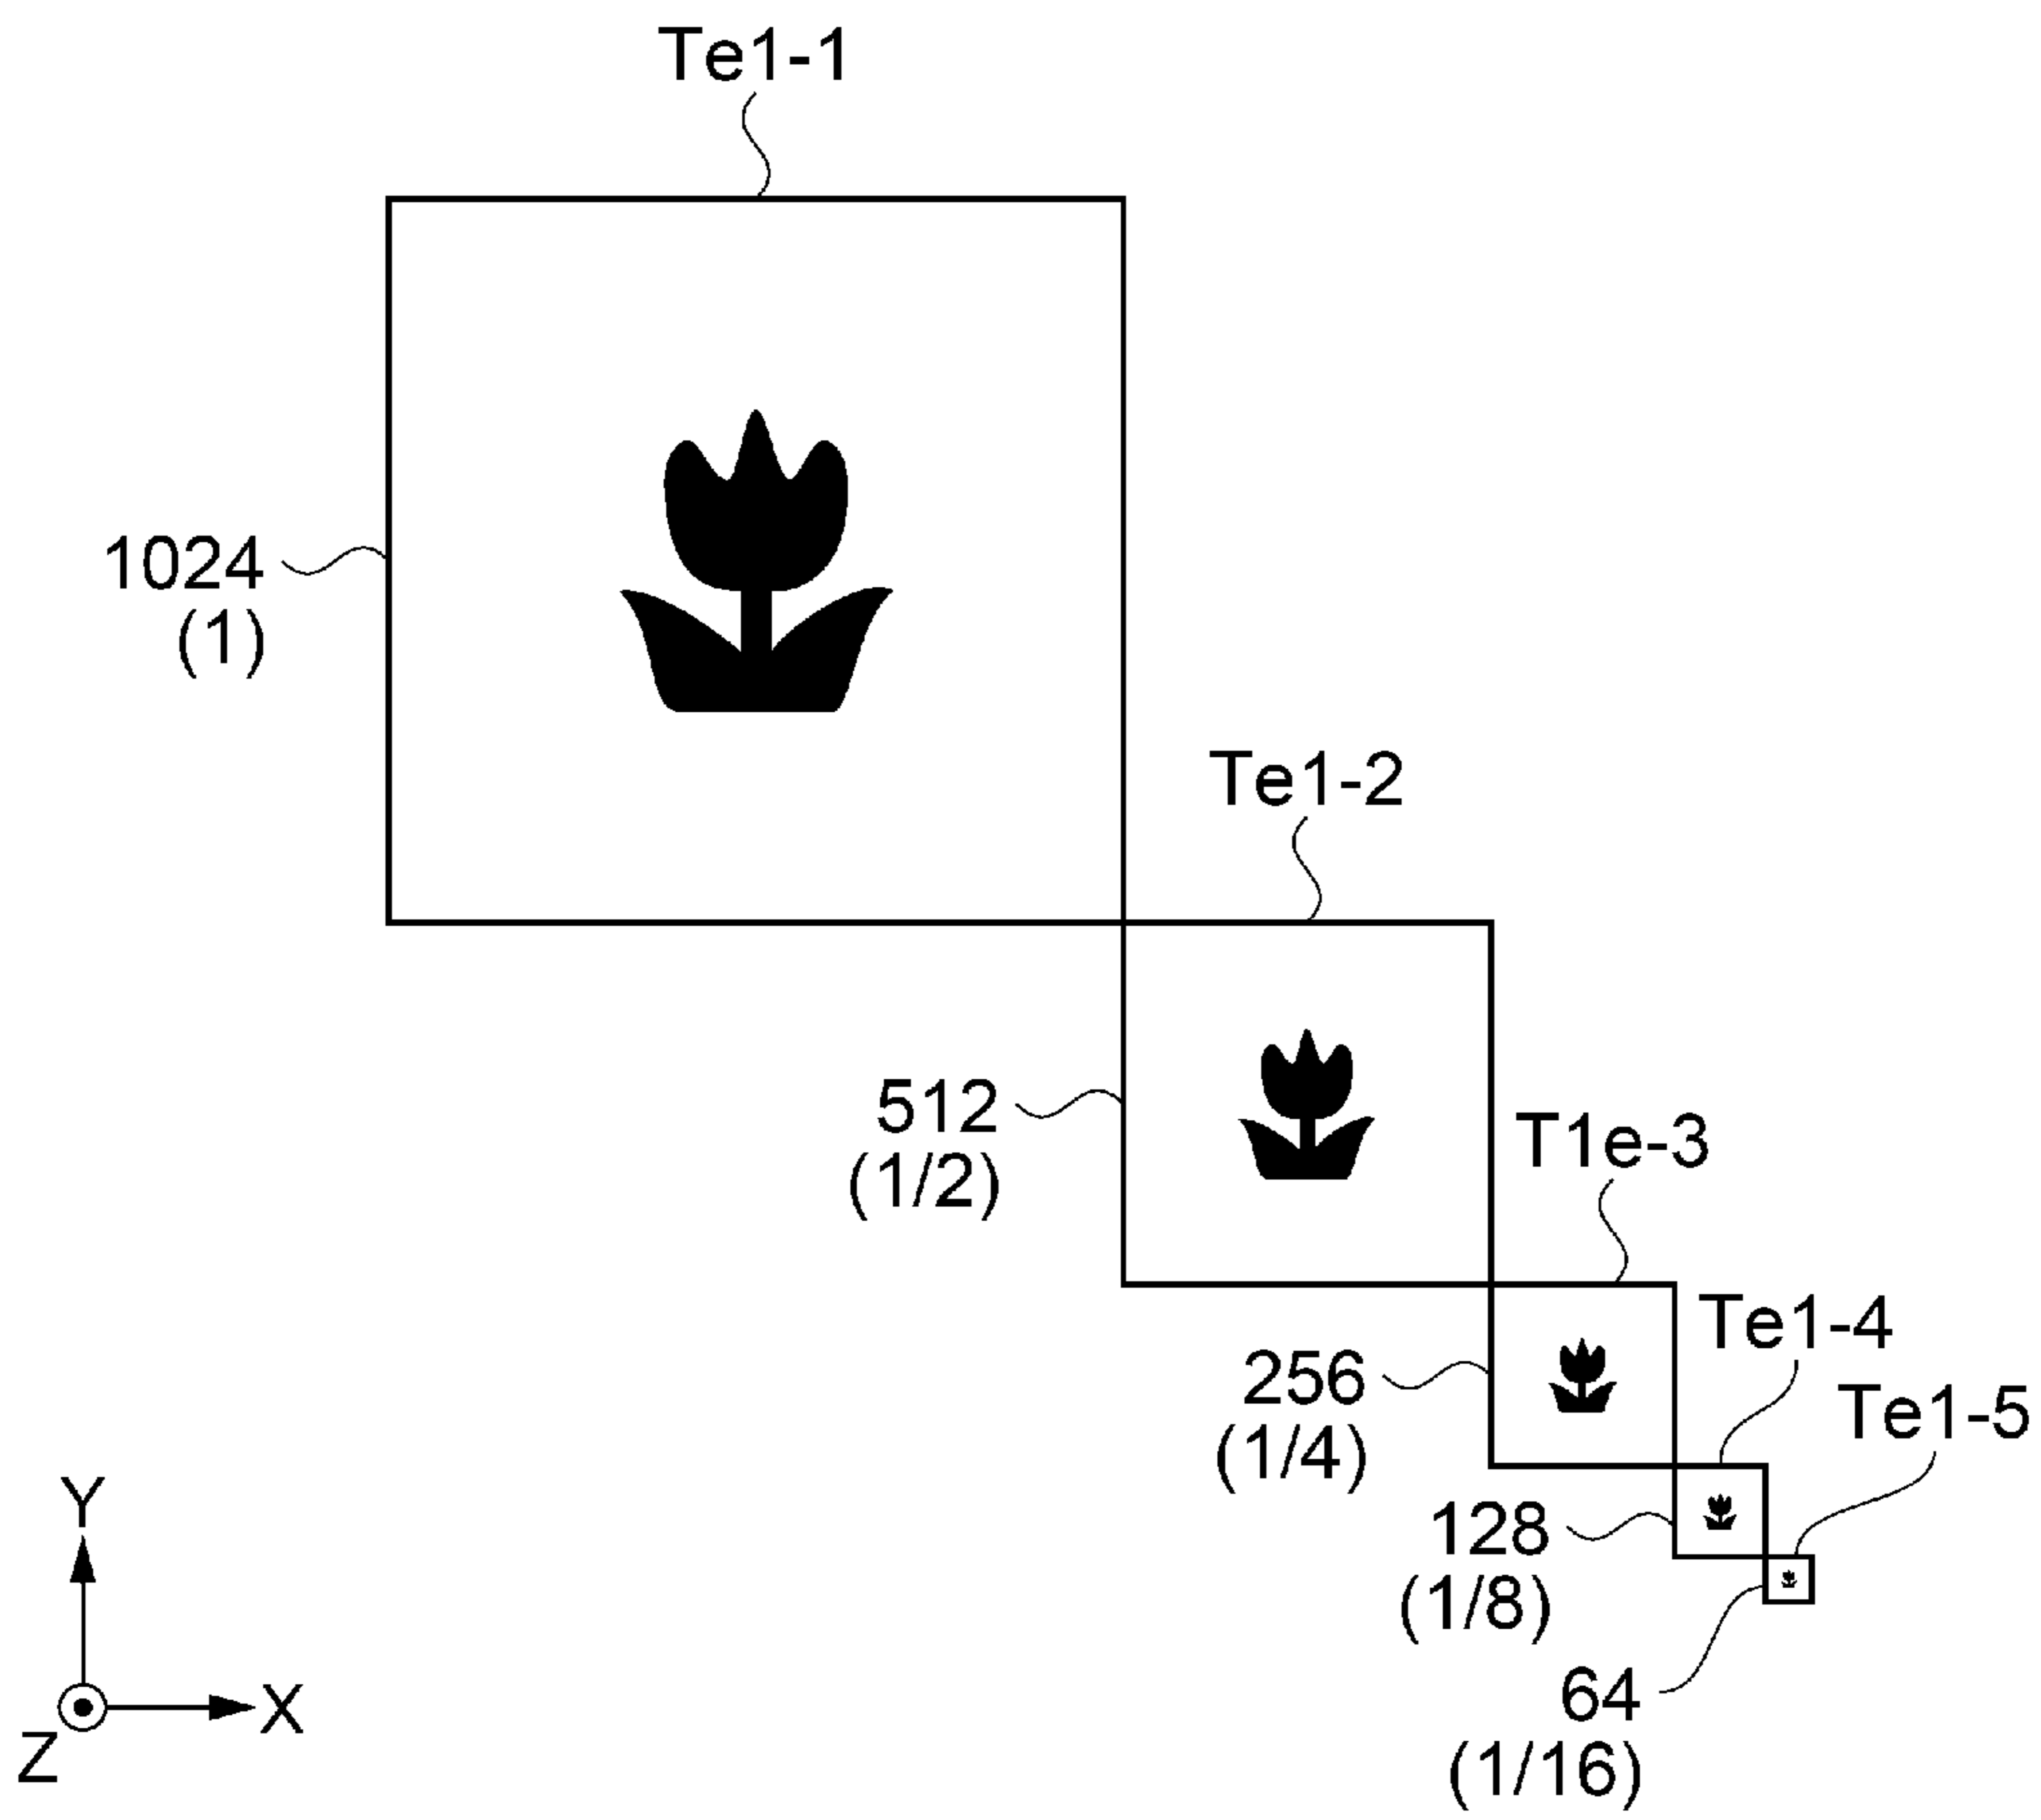 Te1-1
1024
(1)
Te1-2
512
(1/2)
T1e-3
Te1-4
256
(1/4)
Te1-5
128
(1/8)
64
(1/16)
Y
X
Z